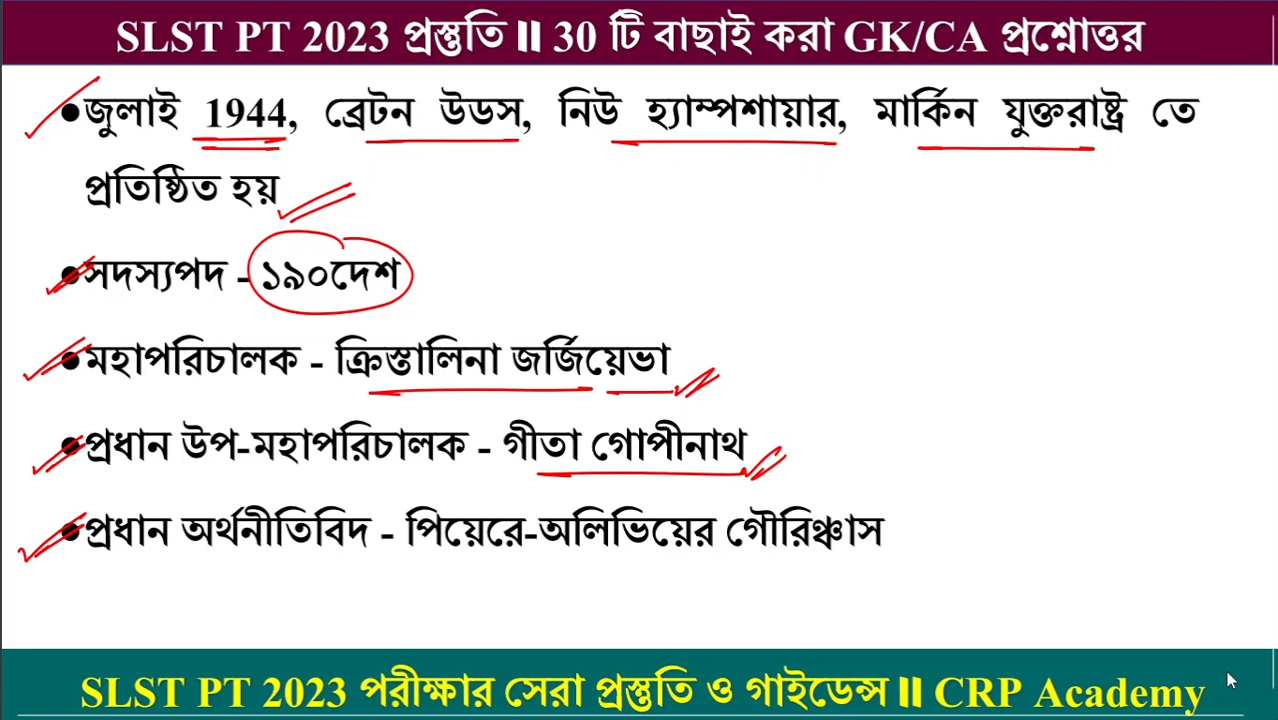 SLST PT 2023 প্রস্তুতি II 30 টি বাছাই করা GK/CA প্রশ্নোত্তর
●জুলাই 1944, ব্রেটন উডস, নিউ হ্যাম্পশায়ার, মার্কিন যুক্তরাষ্ট্র তে
প্রতিষ্ঠিত হয়
●সদস্যপদ - ১৯০দেশ
●মহাপরিচালক - ক্রিস্তালিনা জর্জিয়েভা
●প্রধান উপ-মহাপরিচালক - গীতা গোপীনাথ
●প্রধান অর্থনীতিবিদ - পিয়েরে-অলিভিয়ের গৌরিঞ্চাস
SLST PT 2023 পরীক্ষার সেরা প্রস্তুতি ও গাইডেন্স II CRP Academy